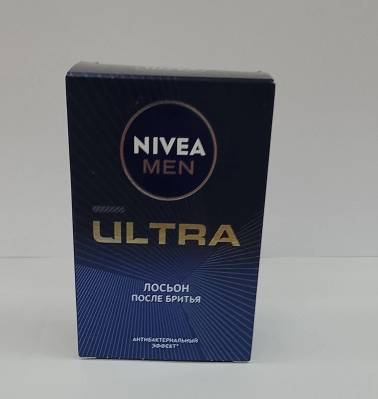 NIVEA
MEN
ULTRA
ЛОСЬОН
ПОСЛЕ БРИТЬЯ
АНТИБАКТЕРИАЛЬНЫЙ
ЭФФЕКТ*